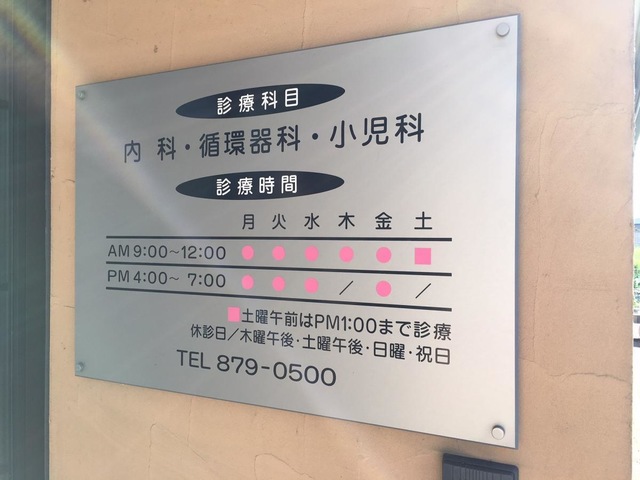 診療科目
内科・循環器科・小児科
診療時間
月 火 水 木 金 土
AM 9:00~12:00 ● ● ● ● ● ■
PM 4:00~ 7:00 ● ● ● / ● /
■土曜午前はPM1:00まで診療
休診日/木曜午後・土曜午後・日曜・祝日
TEL 879-0500